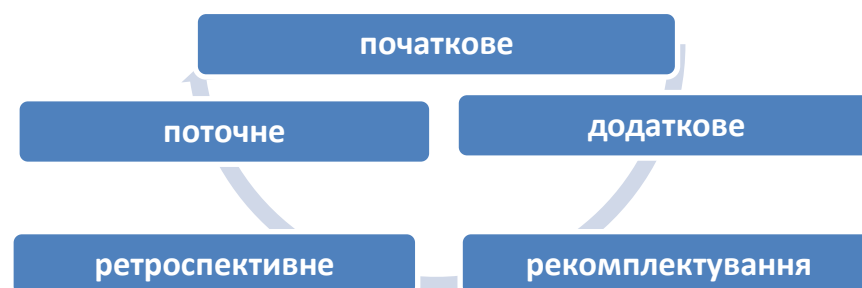 початкове
поточне
додаткове
ретроспективне
рекомплектування